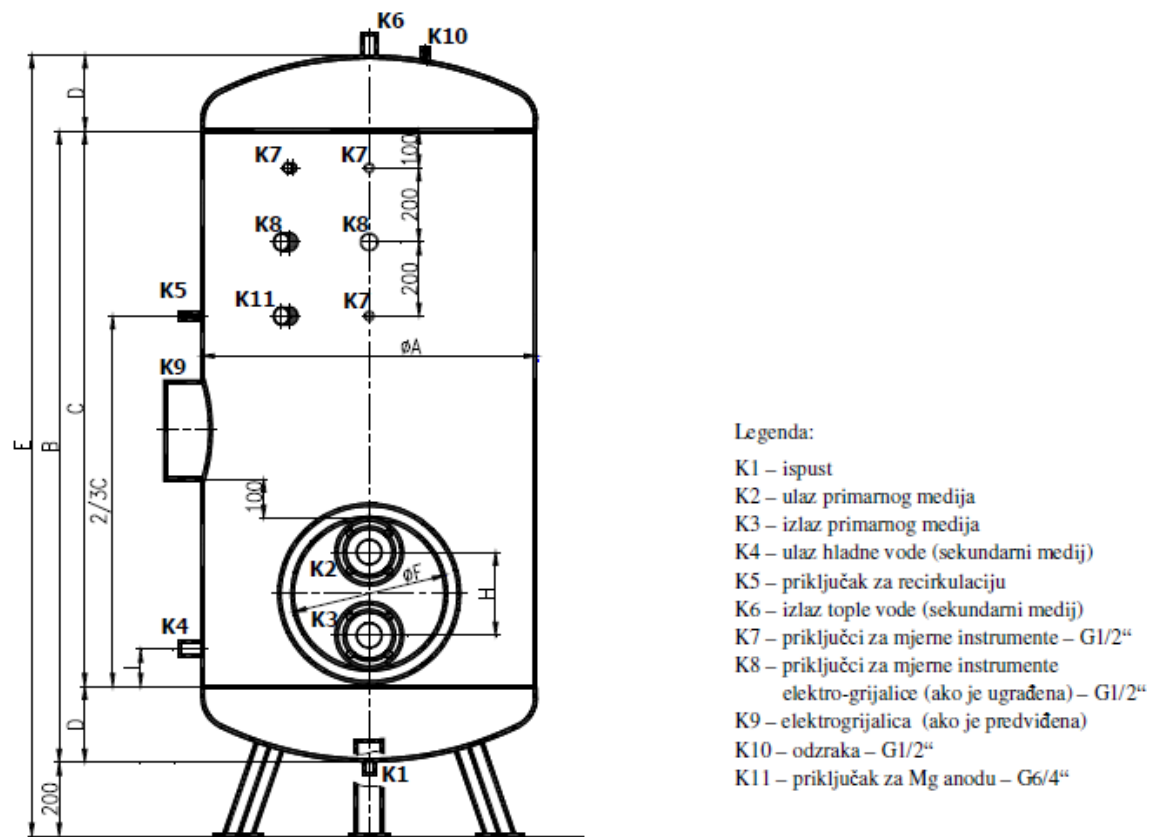 K6
K10
D
K7
K7
100
200
K8
K8
200
K5
K11
K7
øA
K9
E
B
C
2/3C
100
K2
øF
H
K3
K4
I
D
K1
200
Legenda:
K1 – ispust
K2 – ulaz primarnog medija
K3 – izlaz primarnog medija
K4 – ulaz hladne vode (sekundarni medij)
K5 – priključak za recirkulaciju
K6 – izlaz tople vode (sekundarni medij)
K7 – priključci za mjerne instrumente – G1/2“
K8 – priključci za mjerne instrumente
elektro-grijalice (ako je ugrađena) – G1/2“
K9 – elektrogrijalica (ako je predviđena)
K10 – odzraka – G1/2“
K11 – priključak za Mg anodu – G6/4“